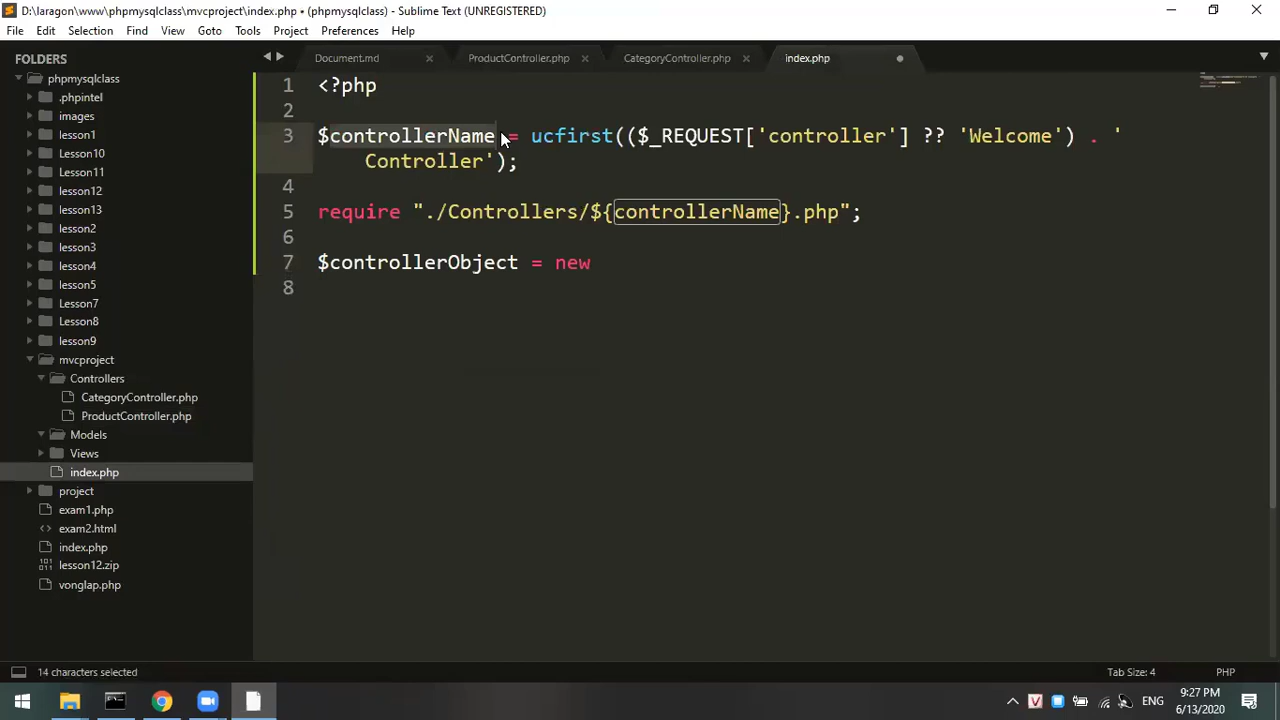 D:\laragon\www\phpmysqlclass\mvcproject\index.php • (phpmysqlclass) - Sublime Text (UNREGISTERED)
File Edit Selection Find View Goto Tools Project Preferences Help
FOLDERS
phpmysqlclass
.phpintel
images
lesson1
Lesson10
Lesson11
lesson12
lesson13
lesson2
lesson3
lesson4
lesson5
Lesson7
Lesson8
lesson9
mvcproject
Controllers
CategoryController.php
ProductController.php
Models
Views
index.php
project
exam1.php
exam2.html
index.php
lesson12.zip
vonglap.php
Document.md ProductController.php CategoryController.php index.php
1 <?php
2
3 $controllerName = ucfirst(($_REQUEST['controller'] ?? 'Welcome') . '
Controller');
4
5 require "./Controllers/${controllerName}.php";
6
7 $controllerObject = new
8
14 characters selected Tab Size: 4 PHP
ENG 9:27 PM
6/13/2020